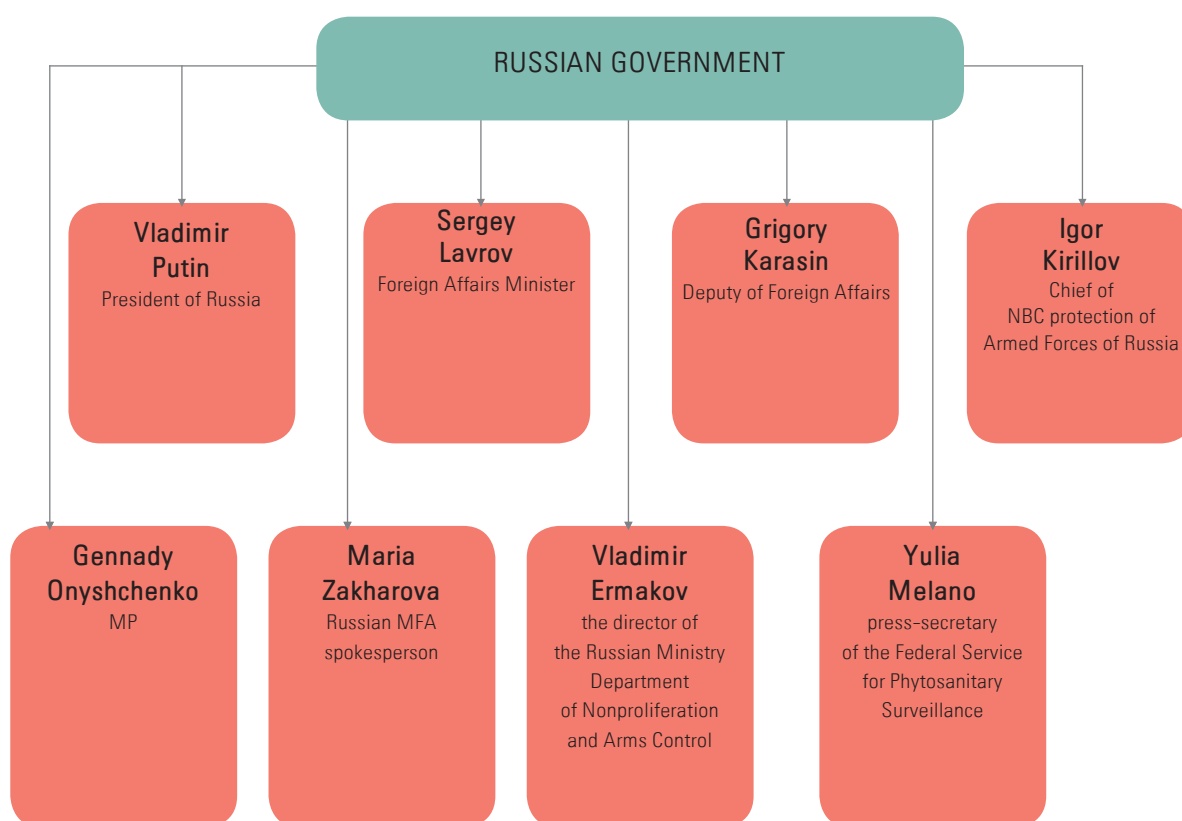 RUSSIAN GOVERNMENT
Vladimir
Putin
President of Russia
Sergey
Lavrov
Foreign Affairs Minister
Grigory
Karasin
Deputy of Foreign Affairs
Igor
Kirillov
Chief of
NBC protection of
Armed Forces of Russia
Gennady
Onyshchenko
MP
Maria
Zakharova
Russian MFA
spokesperson
Vladimir
Ermakov
the director of
the Russian Ministry
Department
of Nonproliferation
and Arms Control
Yulia
Melano
press-secretary
of the Federal Service
for Phytosanitary
Surveillance